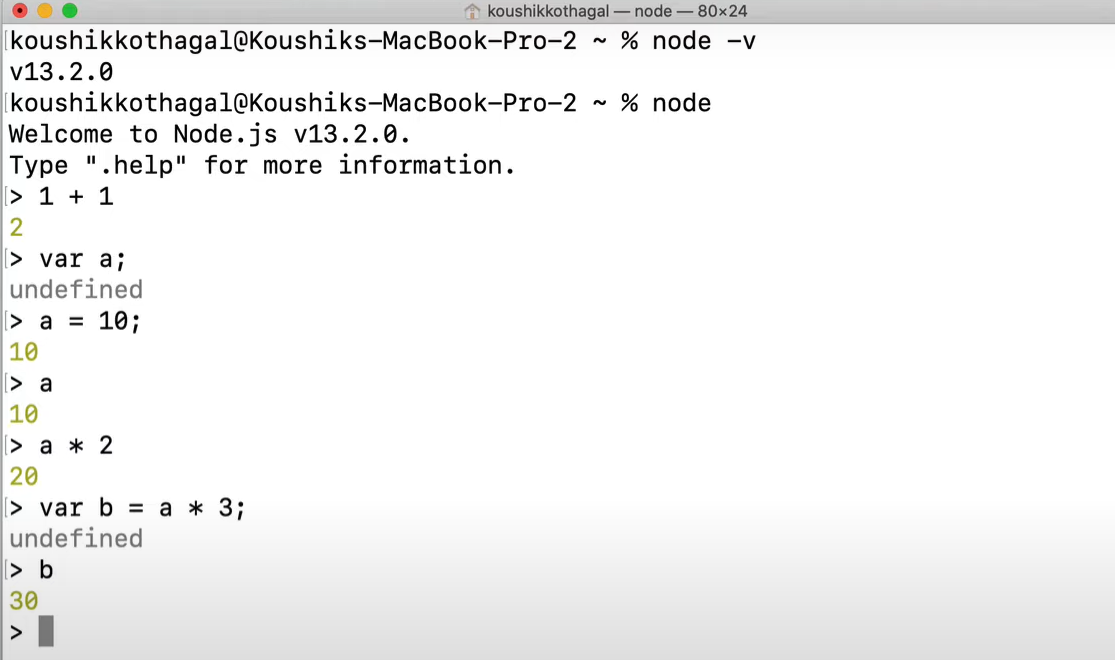 koushikkothagal — node — 80×24
koushikkothagal@Koushiks-MacBook-Pro-2 ~ % node -v
v13.2.0
koushikkothagal@Koushiks-MacBook-Pro-2 ~ % node
Welcome to Node.js v13.2.0.
Type ".help" for more information.
> 1 + 1
2
> var a;
undefined
> a = 10;
10
> a
10
> a * 2
20
> var b = a * 3;
undefined
> b
30
>